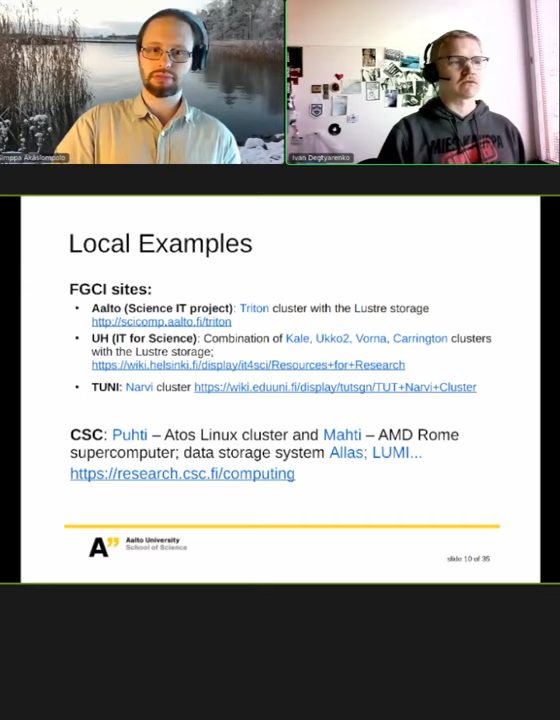 Simppa Äkäslompolo
Ivan Degtyarenko
Local Examples
FGCI sites:
• Aalto (Science IT project): Triton cluster with the Lustre storage
http://scicomp.aalto.fi/triton
• UH (IT for Science): Combination of Kale, Ukko2, Vorna, Carrington clusters
with the Lustre storage;
https://wiki.helsinki.fi/display/it4sci/Resources+for+Research
• TUNI: Narvi cluster https://wiki.eduuni.fi/display/tutsgn/TUT+Narvi+Cluster
CSC: Puhti – Atos Linux cluster and Mahti – AMD Rome
supercomputer; data storage system Allas; LUMI...
https://research.csc.fi/computing
A”
Aalto University
School of Science
slide 10 of 35